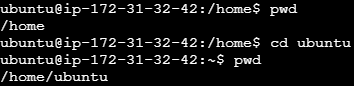 ubuntu@ip-172-31-32-42:/home$ pwd
/home
ubuntu@ip-172-31-32-42:/home$ cd ubuntu
ubuntu@ip-172-31-32-42:~$ pwd
/home/ubuntu